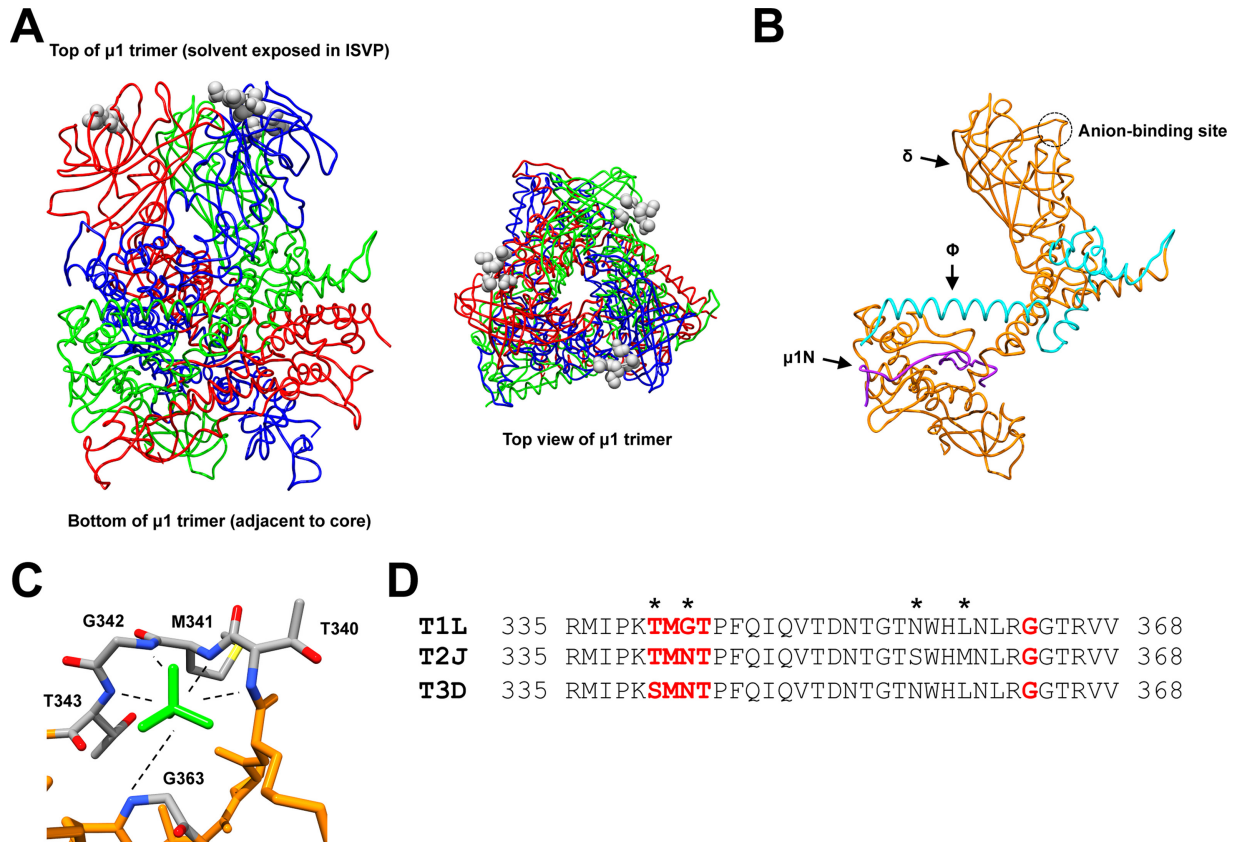 A
Top of µ1 trimer (solvent exposed in ISVP)
Bottom of µ1 trimer (adjacent to core)
Top view of µ1 trimer
B
Anion-binding site
δ
Φ
µ1N
C
G342
M341
T340
T343
G363
D
* * * *
T1L 335 RMIPKTMGTPFQIQVTDNTGTNWHLNLRGGTRVV 368
T2J 335 RMIPKTMNTPFQIQVTDNTGTSWHMNLRGGTRVV 368
T3D 335 RMIPKSMNTPFQIQVTDNTGTNWHLNLRGGTRVV 368